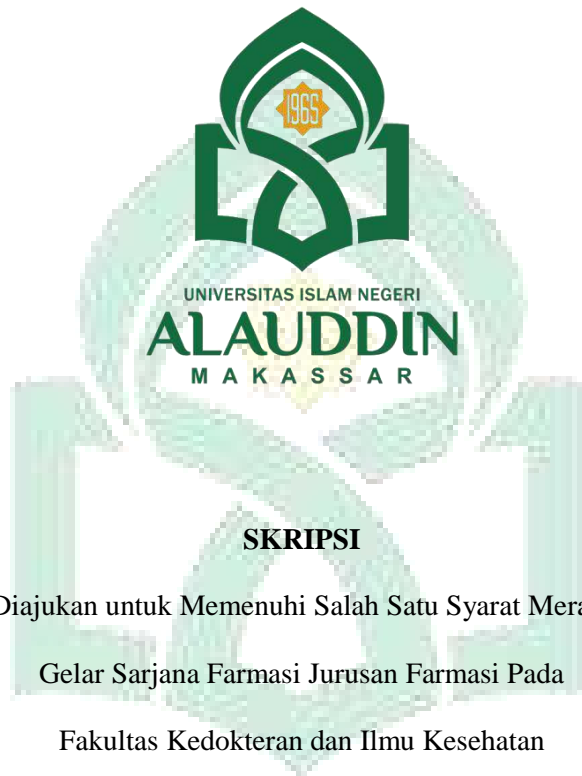 1965
UNIVERSITAS ISLAM NEGERI
ALAUDDIN
MAKASSAR
SKRIPSI
Diajukan untuk Memenuhi Salah Satu Syarat Mera
Gelar Sarjana Farmasi Jurusan Farmasi Pada
Fakultas Kedokteran dan Ilmu Kesehatan